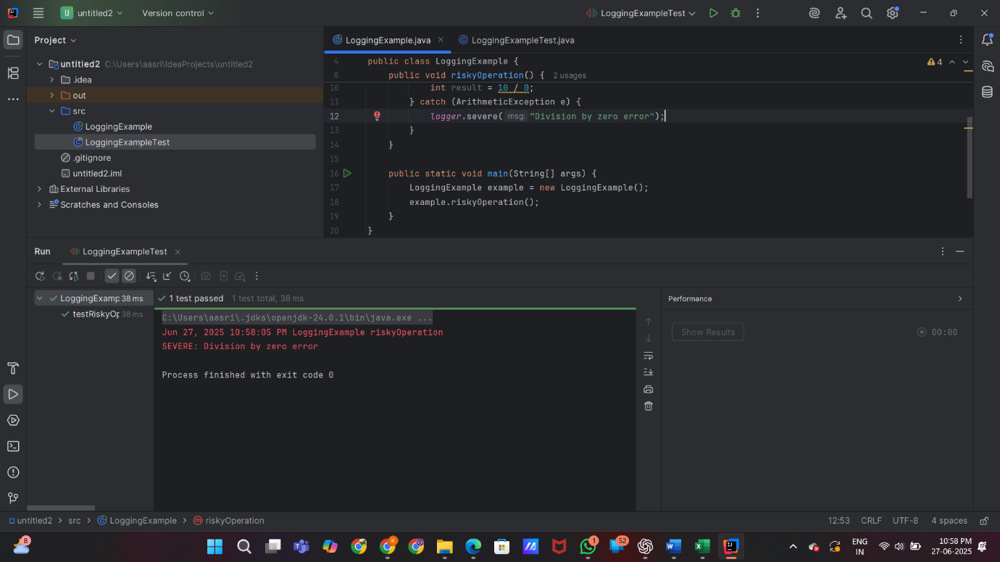 U untitled2 Version control LoggingExampleTest
Project
untitled2 C:\Users\aasri\IdeaProjects\untitled2
.idea
out
src
LoggingExample
LoggingExampleTest
.gitignore
untitled2.iml
External Libraries
Scratches and Consoles
LoggingExample.java LoggingExampleTest.java
4 public class LoggingExample { 4
8 public void riskyOperation() { 2 usages
10 int result = 10 / 0;
11 } catch (ArithmeticException e) {
12 logger.severe( msg: "Division by zero error");
13 }
14 }
15
16 public static void main(String[] args) {
17 LoggingExample example = new LoggingExample();
18 example.riskyOperation();
19 }
20 }
Run LoggingExampleTest
LoggingExamp 38 ms
testRiskyOp 38 ms
1 test passed 1 test total, 38 ms
C:\Users\aasri\.jdks\openjdk-24.0.1\bin\java.exe ...
Jun 27, 2025 10:58:05 PM LoggingExample riskyOperation
SEVERE: Division by zero error
Process finished with exit code 0
Performance
Show Results 00:00
untitled2 > src > LoggingExample > riskyOperation
12:53 CRLF UTF-8 4 spaces
8
1
52
ENG
IN
10:58 PM
27-06-2025